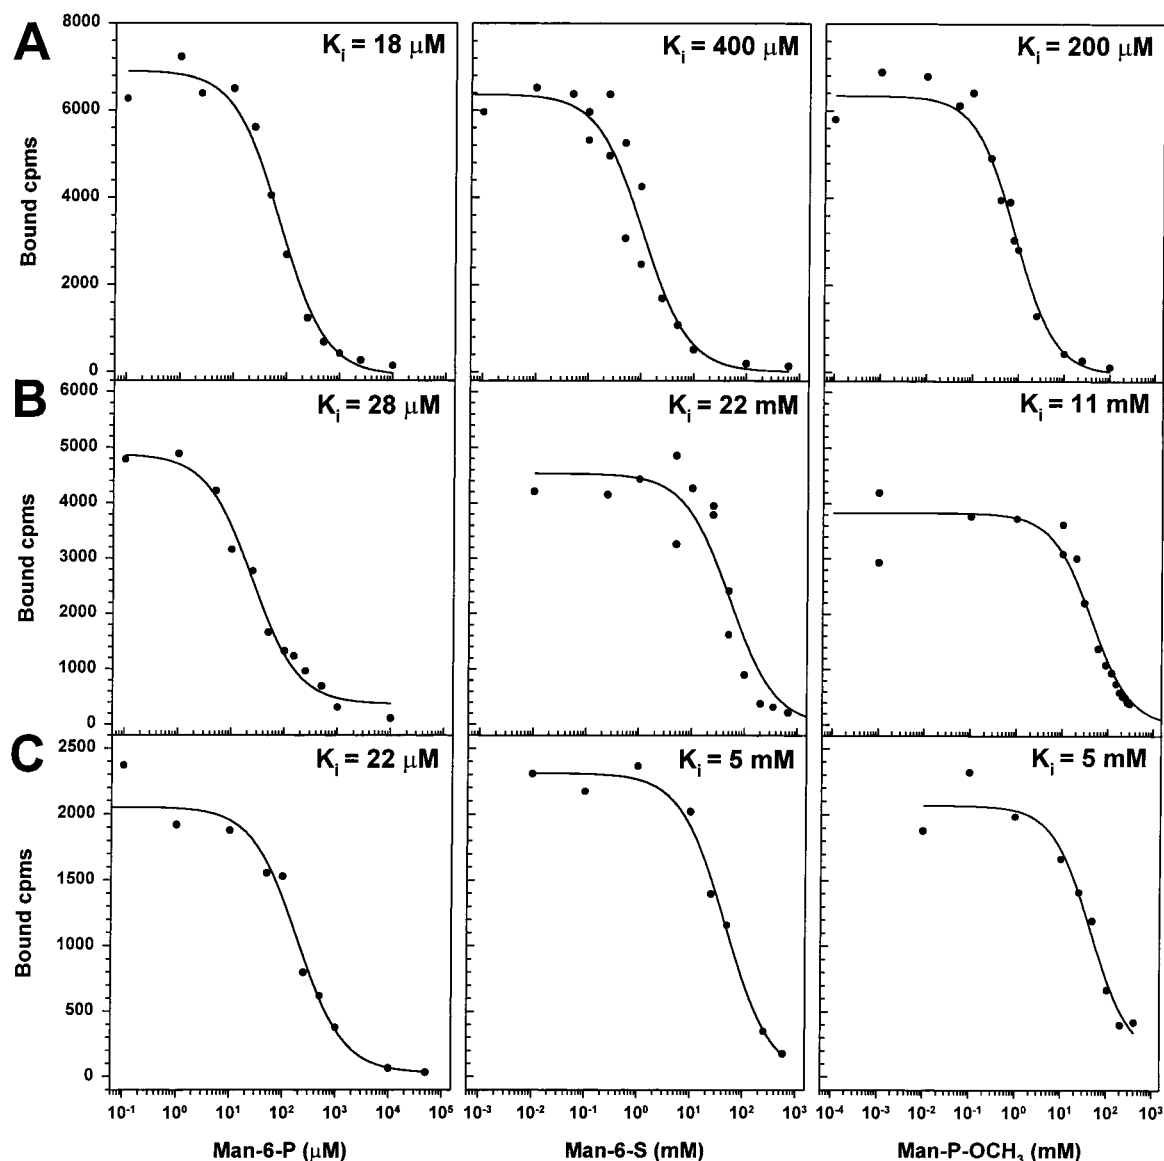 A
8000
6000
4000
2000
0
Bound cpms
Kᵢ = 18 μM
Kᵢ = 400 μM
Kᵢ = 200 μM
B
6000
5000
4000
3000
2000
1000
0
Bound cpms
Kᵢ = 28 μM
Kᵢ = 22 mM
Kᵢ = 11 mM
C
2500
2000
1500
1000
500
0
Bound cpms
Kᵢ = 22 μM
Kᵢ = 5 mM
Kᵢ = 5 mM
10⁻¹ 10⁰ 10¹ 10² 10³ 10⁴ 10⁵
10⁻³ 10⁻² 10⁻¹ 10⁰ 10¹ 10² 10³
10⁻⁴ 10⁻³ 10⁻² 10⁻¹ 10⁰ 10¹ 10² 10³
Man-6-P (μM)
Man-6-S (mM)
Man-P-OCH₃ (mM)